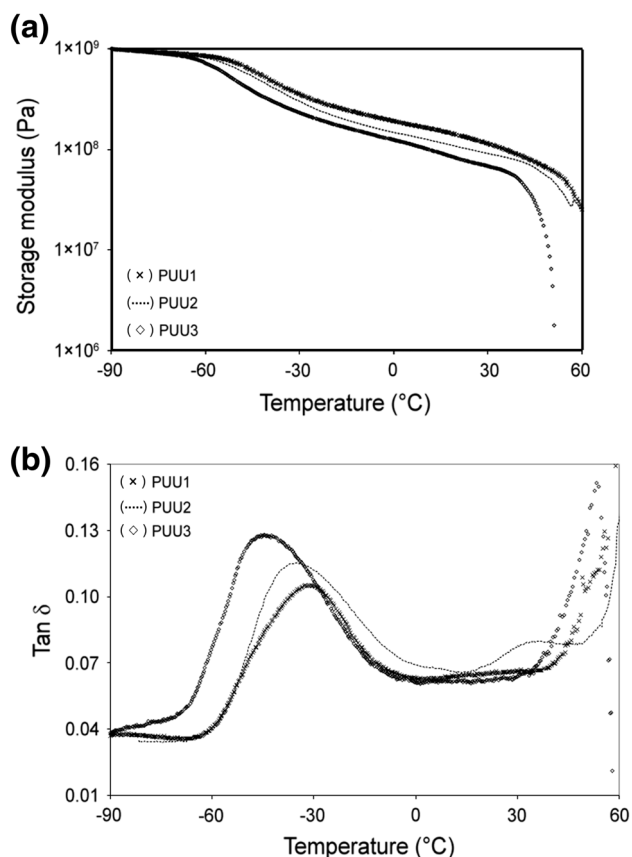 (a)
1×10⁹
1×10⁸
1×10⁷
1×10⁶
Storage modulus (Pa)
(×) PUU1
(.....) PUU2
(◇) PUU3
-90 -60 -30 0 30 60
Temperature (°C)
(b)
0.16
0.13
0.10
0.07
0.04
0.01
Tan δ
(×) PUU1
(.....) PUU2
(◇) PUU3
-90 -60 -30 0 30 60
Temperature (°C)